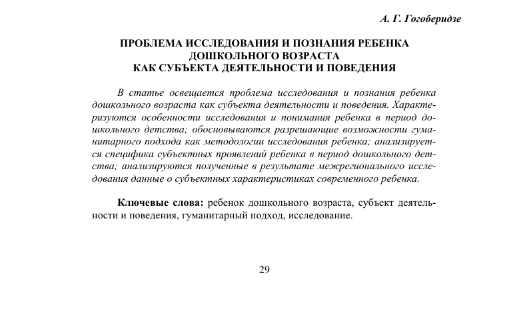 А. Г. Гогоберидзе
ПРОБЛЕМА ИССЛЕДОВАНИЯ И ПОЗНАНИЯ РЕБЕНКА
ДОШКОЛЬНОГО ВОЗРАСТА
КАК СУБЪЕКТА ДЕЯТЕЛЬНОСТИ И ПОВЕДЕНИЯ
В статье освещается проблема исследования и познания ребенка
дошкольного возраста как субъекта деятельности и поведения. Характе-
ризуются особенности исследования и понимания ребенка в период до-
школьного детства; обосновываются разрешающие возможности гума-
нитарного подхода как методологии исследования ребенка; анализирует-
ся специфика субъектных проявлений ребенка в период дошкольного дет-
ства; анализируются полученные в результате межрегионального иссле-
дования данные о субъектных характеристиках современного ребенка.
Ключевые слова: ребенок дошкольного возраста, субъект деятель-
ности и поведения, гуманитарный подход, исследование.
29